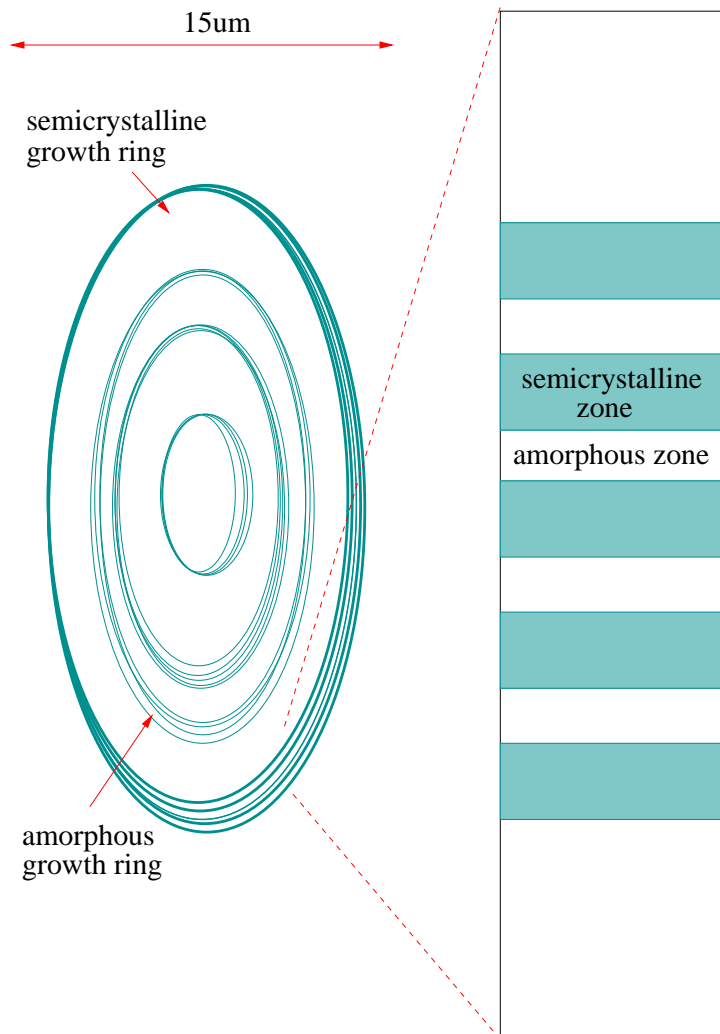 15um
semicrystalline
growth ring
semicrystalline
zone
amorphous zone
amorphous
growth ring